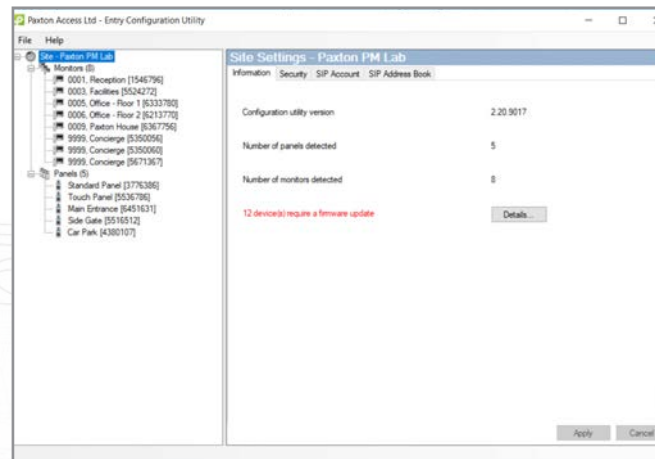 Paxton Access Ltd - Entry Configuration Utility
File Help
Site - Paxton PM Lab
Monitors (8)
0001, Reception [1546796]
0003, Facilities [5524272]
0005, Office - Floor 1 [6333780]
0006, Office - Floor 2 [6213770]
0009, Paxton House [6367756]
9999, Concierge [5350056]
9999, Concierge [5350060]
9999, Concierge [5671367]
Panels (5)
Standard Panel [3776386]
Touch Panel [5536786]
Main Entrance [6451631]
Side Gate [5516512]
Car Park [4380107]
Site Settings - Paxton PM Lab
Information Security SIP Account SIP Address Book
Configuration utility version 2.20.9017
Number of panels detected 5
Number of monitors detected 8
12 device(s) require a firmware update Details...
Apply Cancel